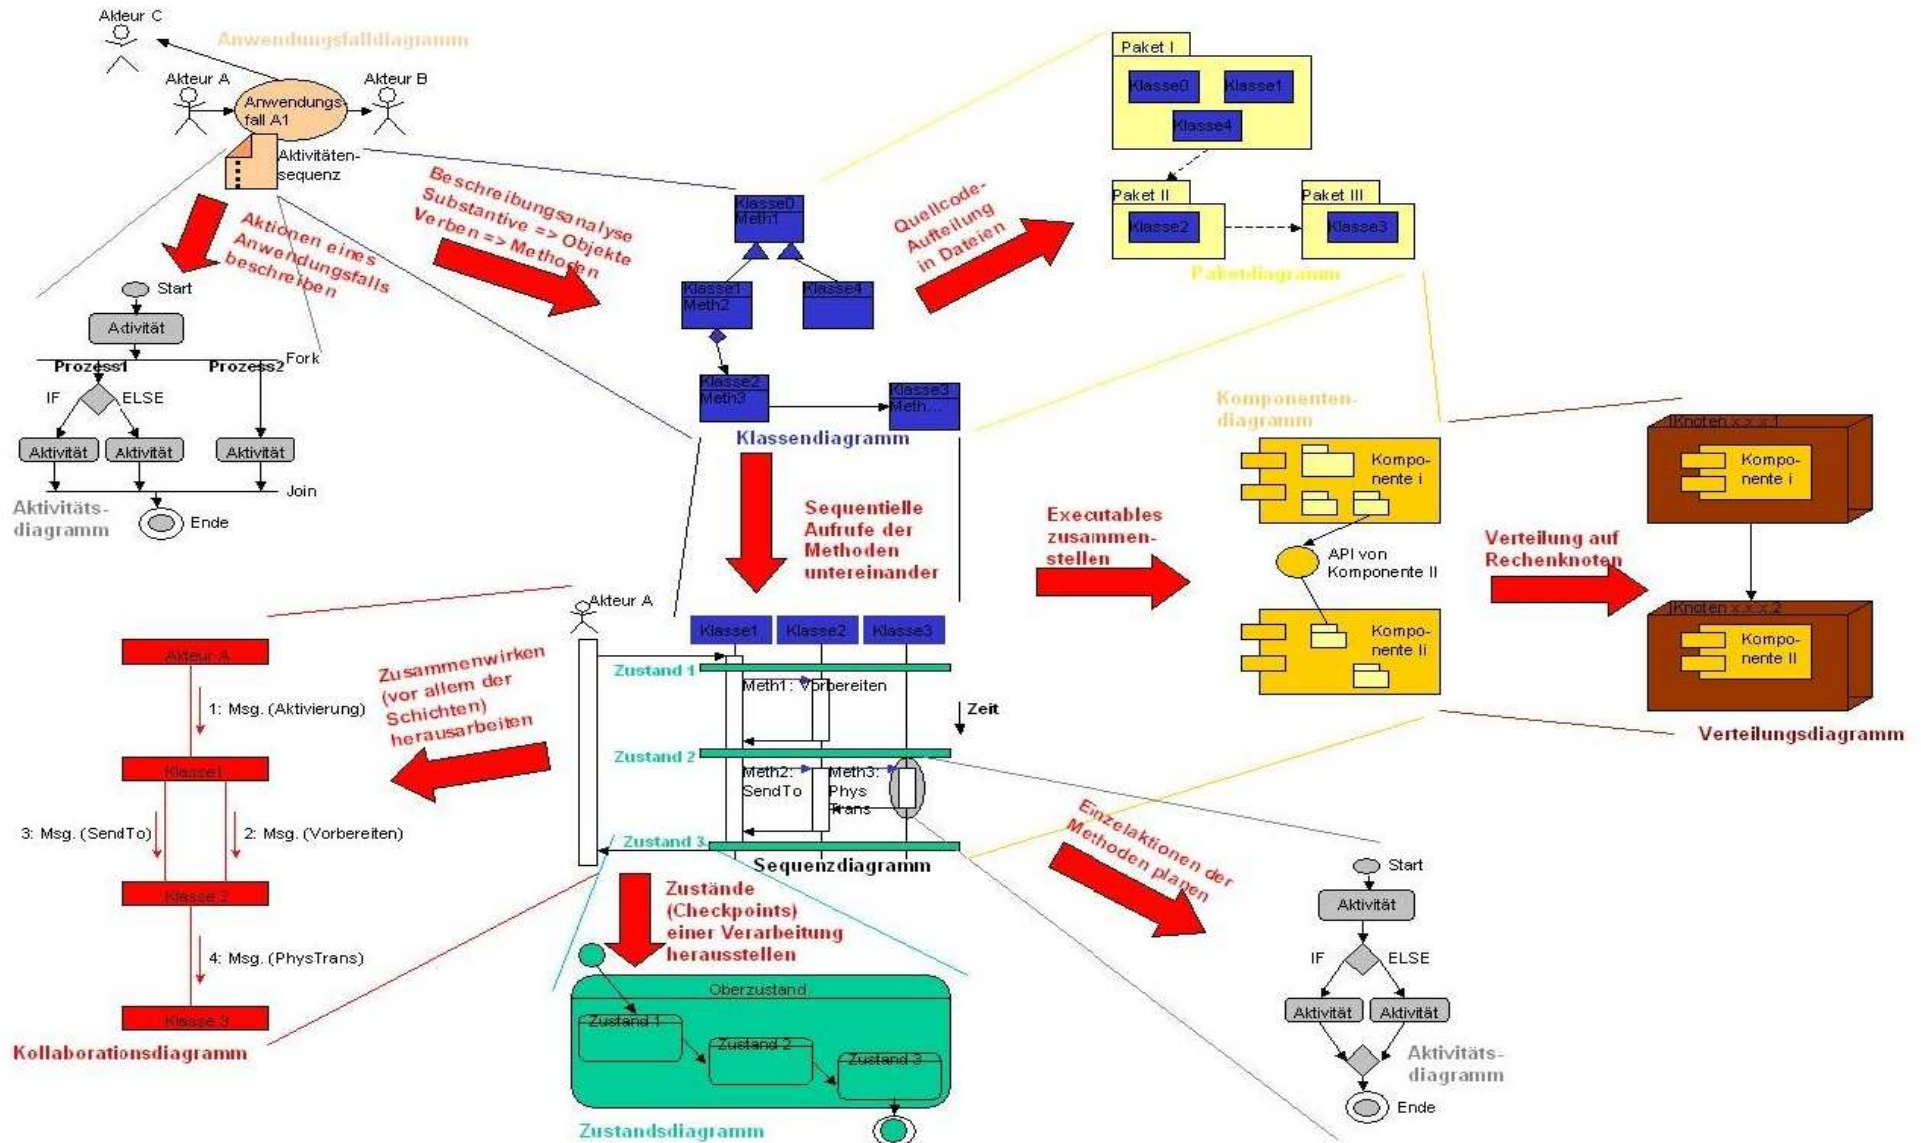 Akteur C
Anwendungsfalldiagramm
Akteur A
Akteur B
Anwendungs-
fall A1
Aktivitäten-
sequenz
Aktionen eines
Anwendungsfalls
beschreiben
Beschreibungsanalyse
Substantive => Objekte
Verben => Methoden
Start
Aktivität
Fork
Prozess1
Prozess2
IF
ELSE
Aktivität
Aktivität
Aktivität
Join
Ende
Aktivitäts-
diagramm
Klasse0
Meth1
Klasse1
Meth2
Klasse4
Klasse2
Meth3
Klasse3
Meth...
Klassendiagramm
Quellcode-
Aufteilung
in Dateien
Paket I
Klasse0
Klasse1
Klasse4
Paket II
Klasse2
Paket III
Klasse3
Paketdiagramm
Sequentielle
Aufrufe der
Methoden
untereinander
Executables
zusammen-
stellen
Komponenten-
diagramm
Kompo-
nente i
API von
Komponente II
Kompo-
nente Ii
Verteilung auf
Rechenknoten
IKnoten x.x.x.1
Kompo-
nente i
IKnoten x.x.x.2
Kompo-
nente II
Verteilungsdiagramm
Akteur A
Klasse1
Klasse2
Klasse3
Zustand 1
Meth1: Vorbereiten
Zeit
Zustand 2
Meth2:
SendTo
Meth3:
Phys
Trans
Zustand 3
Sequenzdiagramm
Zusammenwirken
(vor allem der
Schichten)
herausarbeiten
Akteur A
1: Msg. (Aktivierung)
Klasse1
3: Msg. (SendTo)
2: Msg. (Vorbereiten)
Klasse 2
4: Msg. (PhysTrans)
Klasse 3
Kollaborationsdiagramm
Zustände
(Checkpoints)
einer Verarbeitung
herausstellen
Oberzustand
Zustand 1
Zustand 2
Zustand 3
Zustandsdiagramm
Einzelaktionen der
Methoden planen
Start
Aktivität
IF
ELSE
Aktivität
Aktivität
Aktivitäts-
diagramm
Ende